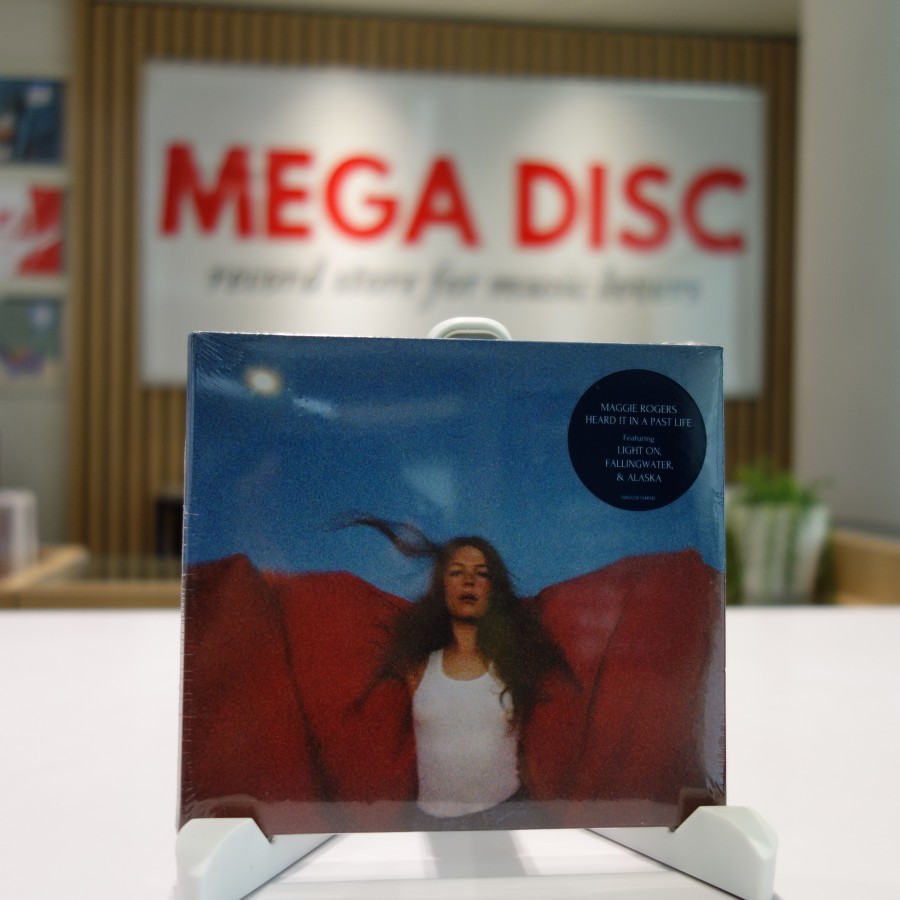 MEGA DISC
record store for music lovers
MAGGIE ROGERS
HEARD IT IN A PAST LIFE
Featuring
LIGHT ON,
FALLINGWATER,
& ALASKA